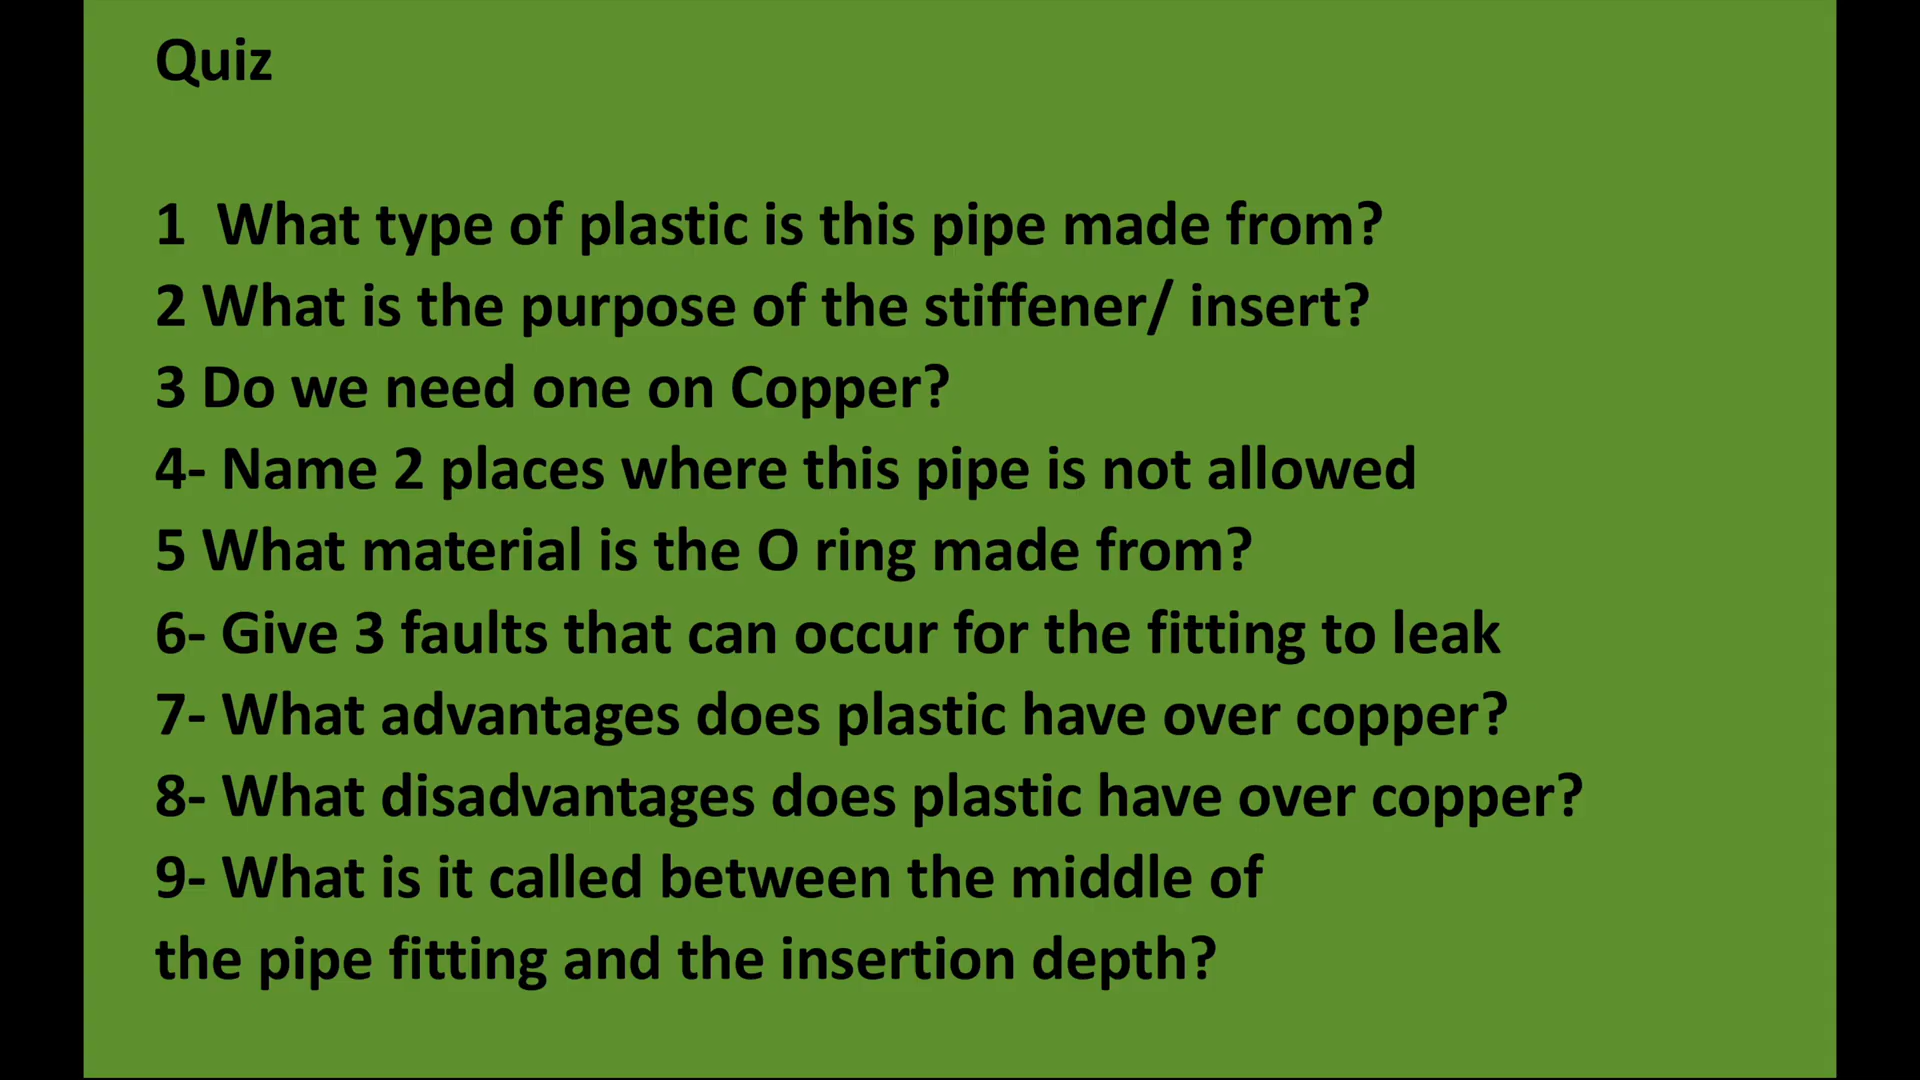 Quiz
1 What type of plastic is this pipe made from?
2 What is the purpose of the stiffener/ insert?
3 Do we need one on Copper?
4- Name 2 places where this pipe is not allowed
5 What material is the O ring made from?
6- Give 3 faults that can occur for the fitting to leak
7- What advantages does plastic have over copper?
8- What disadvantages does plastic have over copper?
9- What is it called between the middle of
the pipe fitting and the insertion depth?